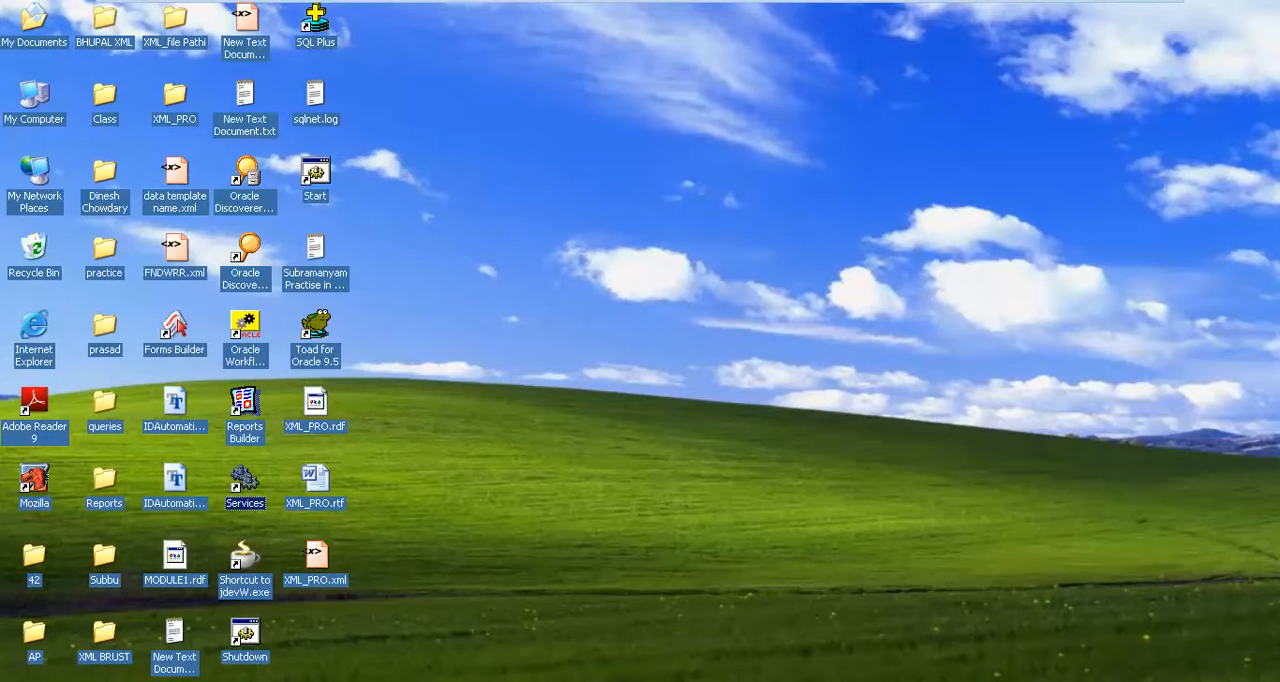 My Documents
BHUPAL XML
XML_file Pathi
New Text
Docum...
SQL Plus
My Computer
Class
XML_PRO
New Text
Document.txt
sqlnet.log
My Network
Places
Dinesh
Chowdary
data template
name.xml
Oracle
Discoverer...
Start
Recycle Bin
practice
FNDWRR.xml
Oracle
Discove...
Subramanyam
Practise in ...
Internet
Explorer
prasad
Forms Builder
Oracle
Workfl...
Toad for
Oracle 9.5
Adobe Reader
9
queries
IDAutomati...
Reports
Builder
XML_PRO.rdf
Mozilla
Reports
IDAutomati...
Services
XML_PRO.rtf
42
Subbu
MODULE1.rdf
Shortcut to
jdevW.exe
XML_PRO.xml
AP
XML BRUST
New Text
Docum...
Shutdown